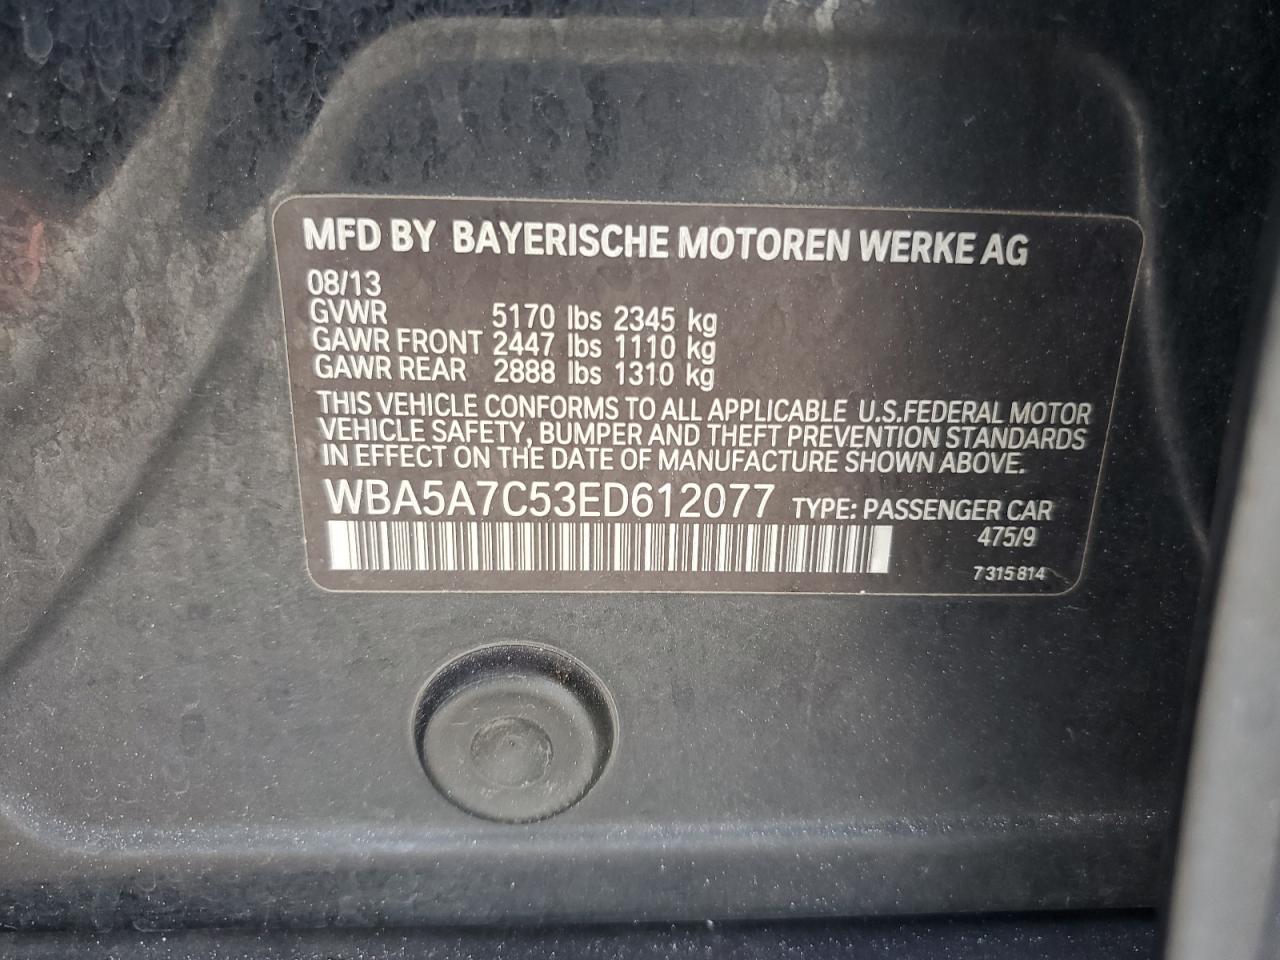 MFD BY BAYERISCHE MOTOREN WERKE AG
08/13
GVWR 5170 lbs 2345 kg
GAWR FRONT 2447 lbs 1110 kg
GAWR REAR 2888 lbs 1310 kg
THIS VEHICLE CONFORMS TO ALL APPLICABLE U.S.FEDERAL MOTOR
VEHICLE SAFETY, BUMPER AND THEFT PREVENTION STANDARDS
IN EFFECT ON THE DATE OF MANUFACTURE SHOWN ABOVE.
WBA5A7C53ED612077 TYPE: PASSENGER CAR
475/9
7 315 814